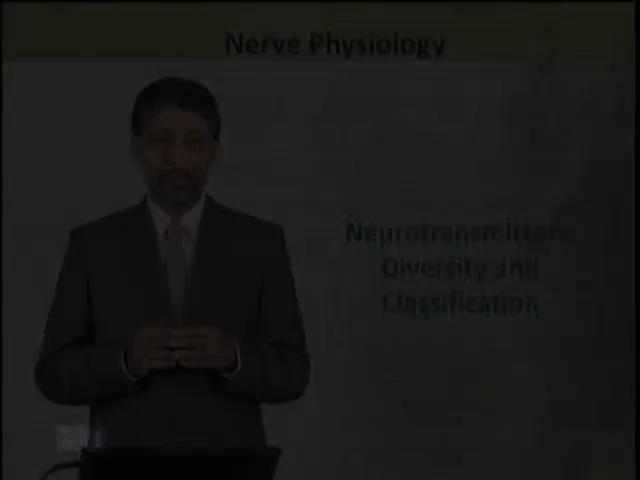 Nerve Physiology
Neurotransmitters:
Diversity and
Classification